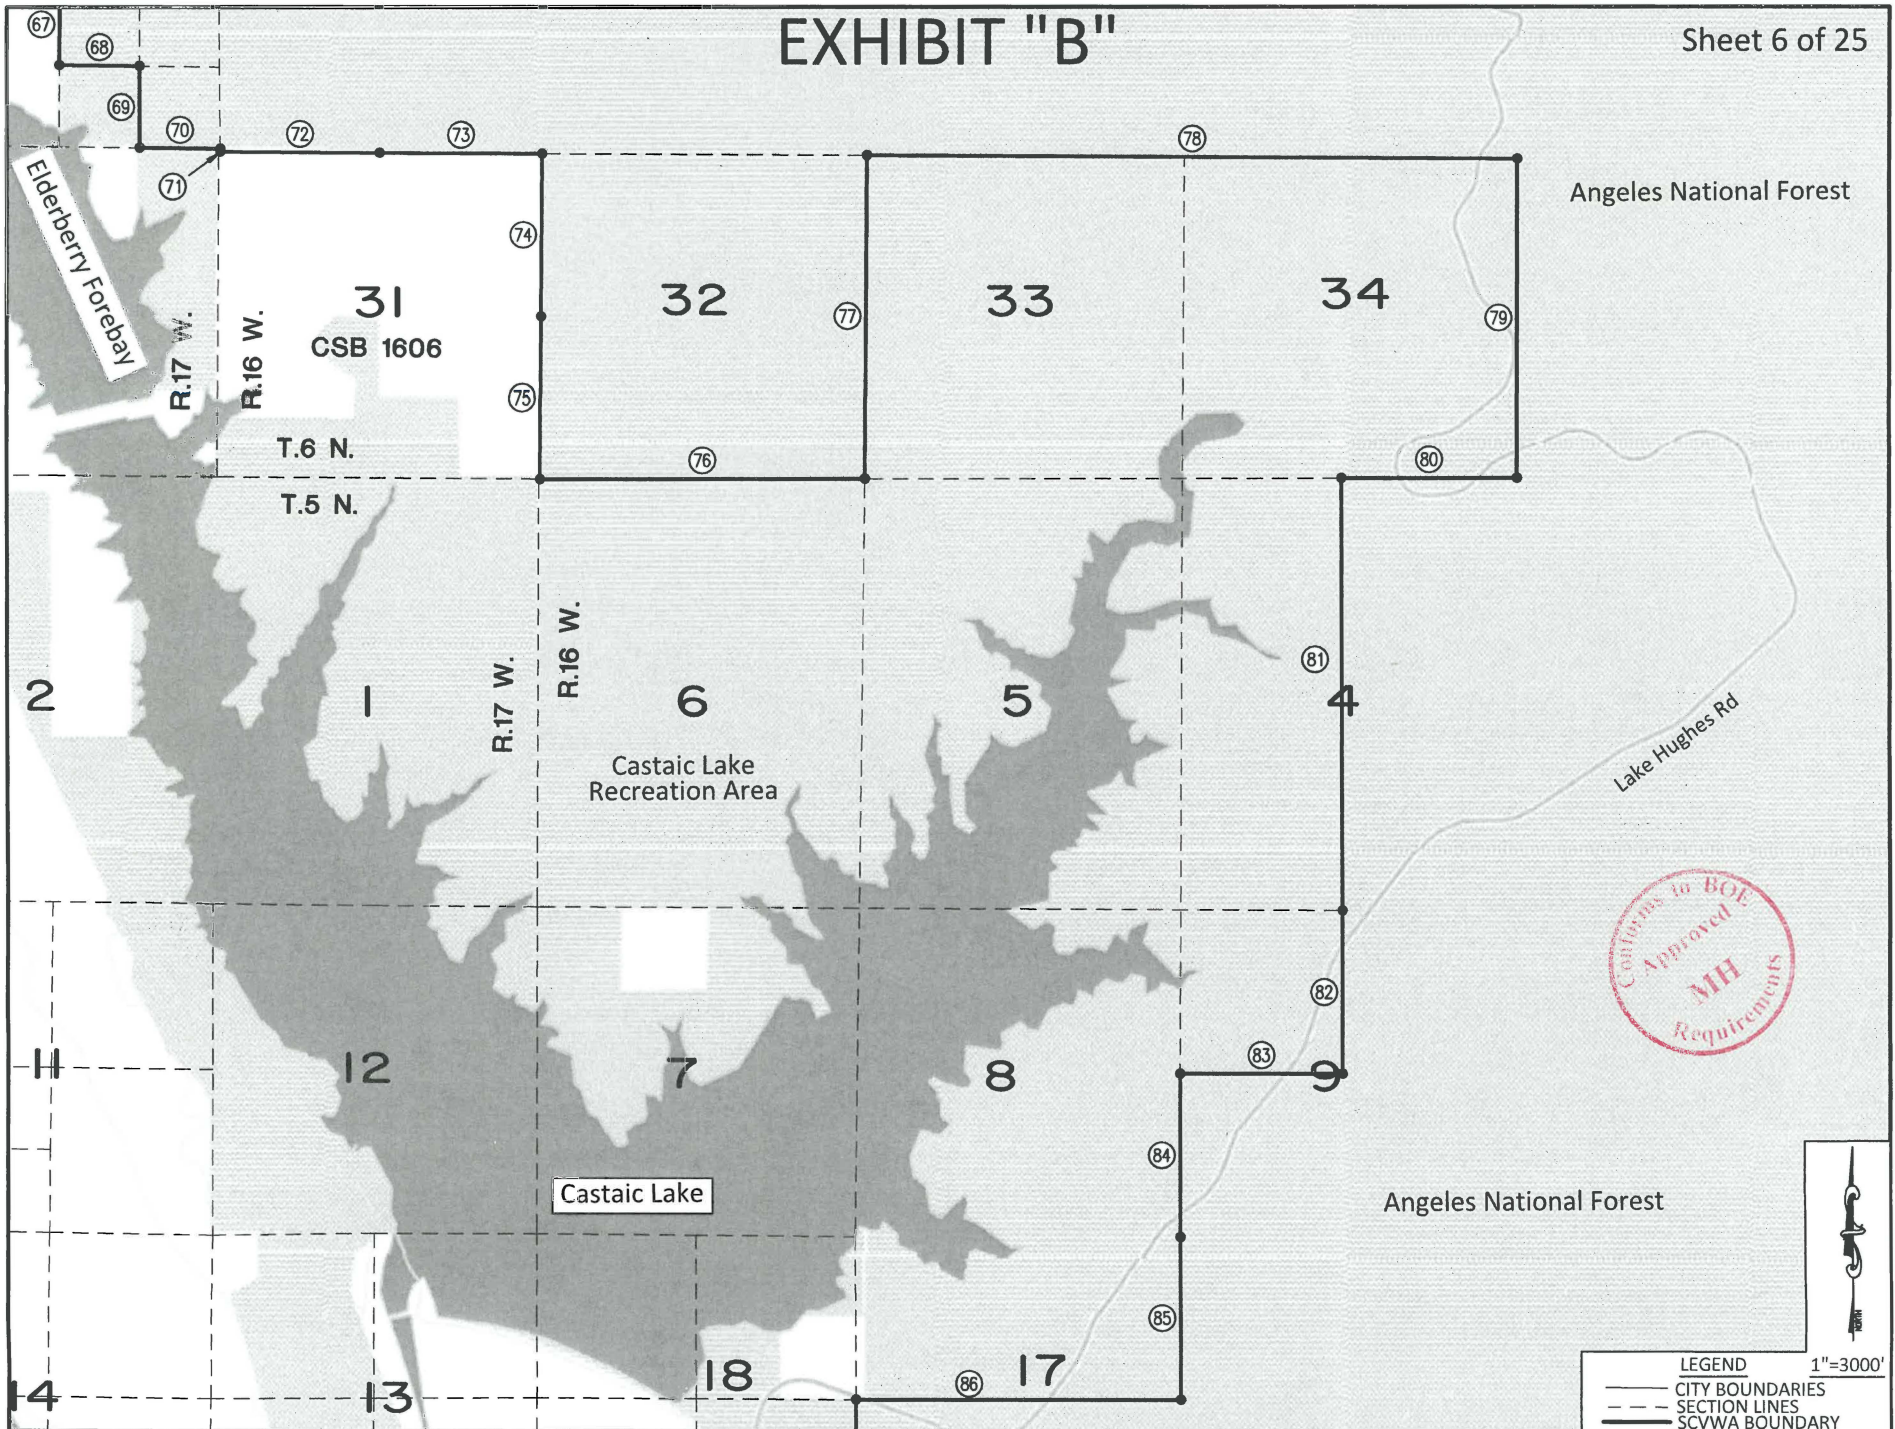 EXHIBIT "B"
Sheet 6 of 25
67
68
69
70
71
72
73
78
Angeles National Forest
Elderberry Forebay
74
31
32
33
34
77
79
CSB 1606
R.17 W.
R.16 W.
75
T.6 N.
76
80
T.5 N.
R.17 W.
R.16 W.
81
2
1
6
5
4
Lake Hughes Rd
Castaic Lake
Recreation Area
Conforms to BOE
Approved
MH
Requirements
82
83
11
12
7
8
9
84
Castaic Lake
Angeles National Forest
85
NORTH
86
14
13
18
17
LEGEND 1"=3000'
CITY BOUNDARIES
SECTION LINES
SCVWA BOUNDARY